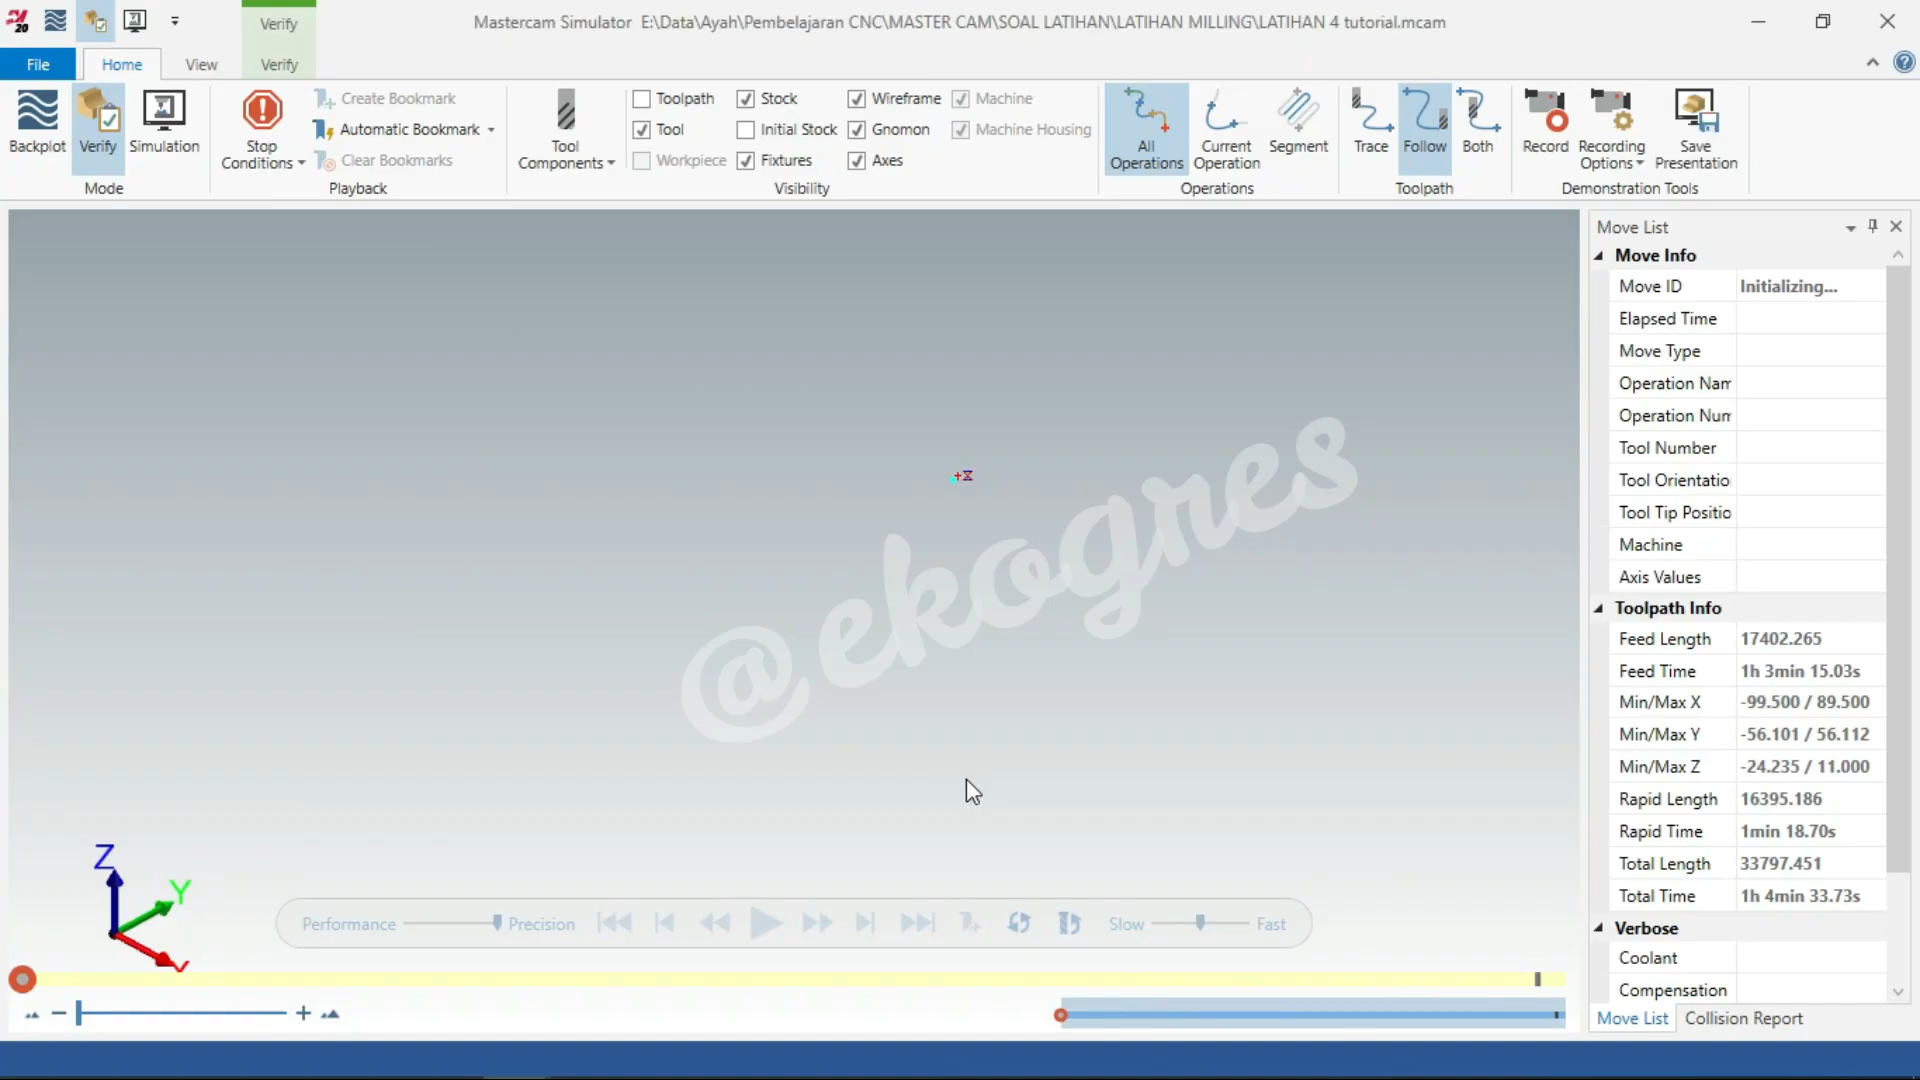 Verify
Mastercam Simulator  E:\Data\Ayah\Pembelajaran CNC\MASTER CAM\SOAL LATIHAN\LATIHAN MILLING\LATIHAN 4 tutorial.mcam
File Home View Verify
Backplot Verify Simulation
Mode
Stop Conditions
Create Bookmark
Automatic Bookmark
Clear Bookmarks
Playback
Tool Components
Toolpath Stock Wireframe Machine
Tool Initial Stock Gnomon Machine Housing
Workpiece Fixtures Axes
Visibility
All Operations Current Operation Segment
Operations
Trace Follow Both
Toolpath
Record Recording Options Save Presentation
Demonstration Tools
Move List
Move Info
Move ID Initializing...
Elapsed Time
Move Type
Operation Nam
Operation Num
Tool Number
Tool Orientatio
Tool Tip Positio
Machine
Axis Values
Toolpath Info
Feed Length 17402.265
Feed Time 1h 3min 15.03s
Min/Max X -99.500 / 89.500
Min/Max Y -56.101 / 56.112
Min/Max Z -24.235 / 11.000
Rapid Length 16395.186
Rapid Time 1min 18.70s
Total Length 33797.451
Total Time 1h 4min 33.73s
Verbose
Coolant
Compensation
Move List Collision Report
@ekogres
Z
Y
Performance Precision Slow Fast